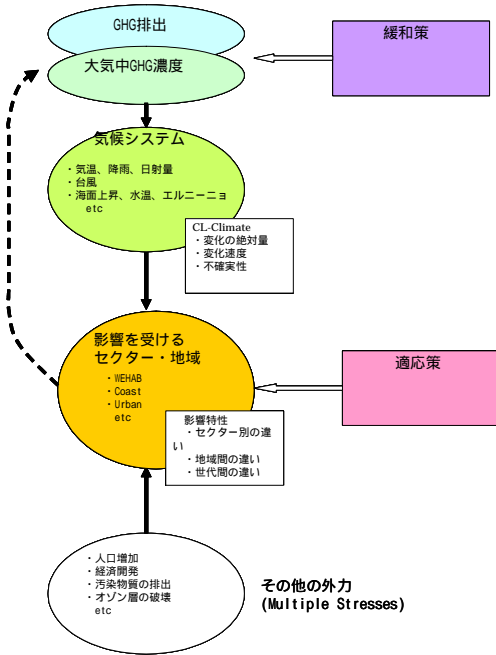 GHG排出
大気中GHG濃度
緩和策
気候システム
・気温、降雨、日射量
・台風
・海面上昇、水温、エルニーニョ
etc
CL-Climate
・変化の絶対量
・変化速度
・不確実性
影響を受ける
セクター・地域
・WEHAB
・Coast
・Urban
etc
適応策
影響特性
・セクター別の違
い
・地域間の違い
・世代間の違い
・人口増加
・経済開発
・汚染物質の排出
・オゾン層の破壊
etc
その他の外力
(Multiple Stresses)